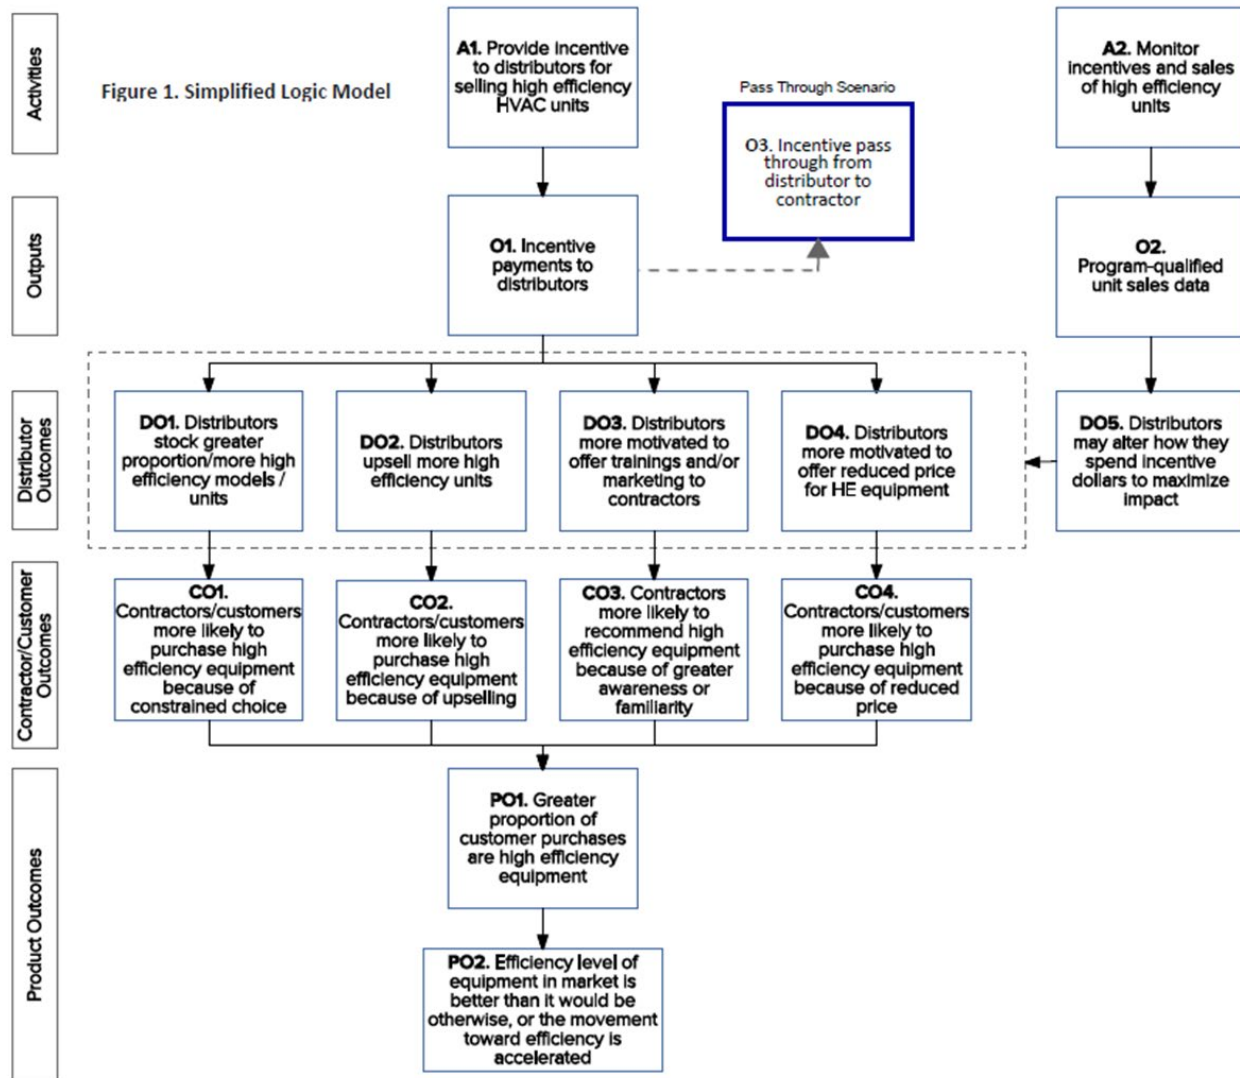 Activities
Figure 1. Simplified Logic Model
A1. Provide incentive
to distributors for
selling high efficiency
HVAC units
Pass Through Scenario
O3. Incentive pass
through from
distributor to
contractor
A2. Monitor
incentives and sales
of high efficiency
units
Outputs
O1. Incentive
payments to
distributors
O2.
Program-qualified
unit sales data
Distributor
Outcomes
DO1. Distributors
stock greater
proportion/more high
efficiency models /
units
DO2. Distributors
upsell more high
efficiency units
DO3. Distributors
more motivated to
offer trainings and/or
marketing to
contractors
DO4. Distributors
more motivated to
offer reduced price
for HE equipment
DO5. Distributors
may alter how they
spend incentive
dollars to maximize
impact
Contractor/Customer
Outcomes
CO1.
Contractors/customers
more likely to
purchase high
efficiency equipment
because of
constrained choice
CO2.
Contractors/customers
more likely to
purchase high
efficiency equipment
because of upselling
CO3. Contractors
more likely to
recommend high
efficiency equipment
because of greater
awareness or
familiarity
CO4.
Contractors/customers
more likely to
purchase high
efficiency equipment
because of reduced
price
Product Outcomes
PO1. Greater
proportion of
customer purchases
are high efficiency
equipment
PO2. Efficiency level of
equipment in market is
better than it would be
otherwise, or the movement
toward efficiency is
accelerated